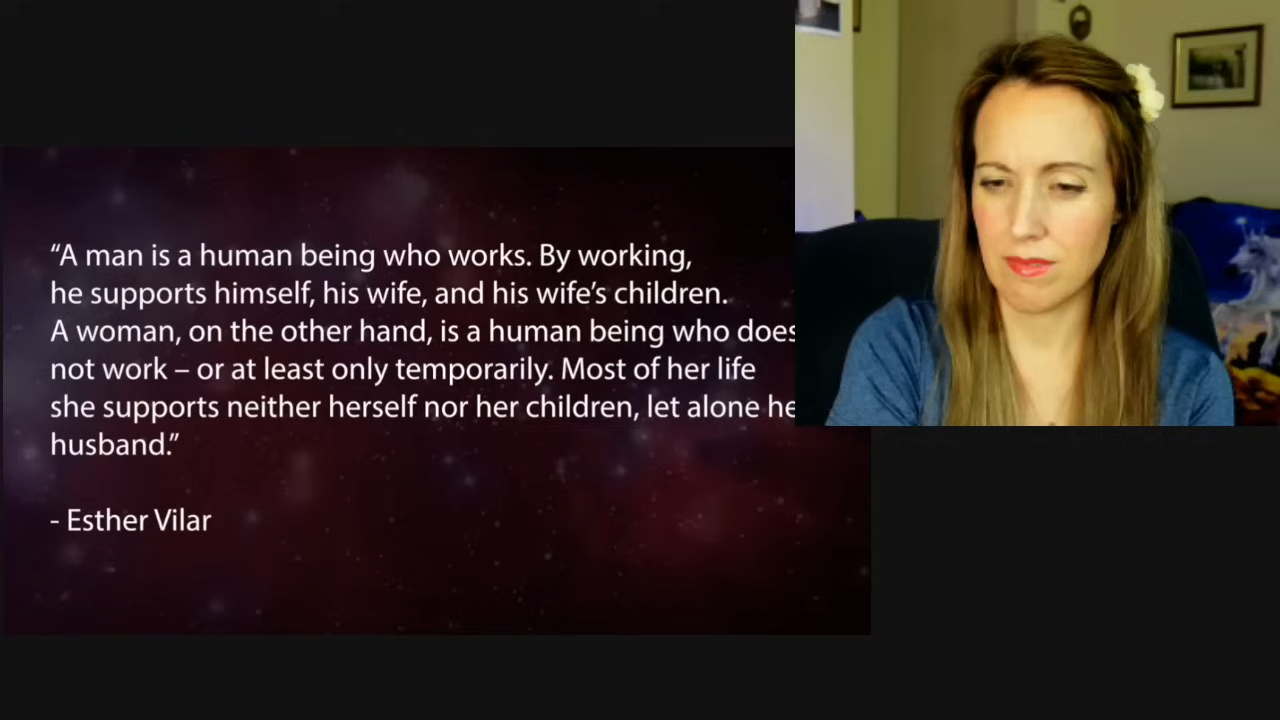 “A man is a human being who works. By working,
he supports himself, his wife, and his wife’s children.
A woman, on the other hand, is a human being who does
not work – or at least only temporarily. Most of her life
she supports neither herself nor her children, let alone he
husband.”
- Esther Vilar